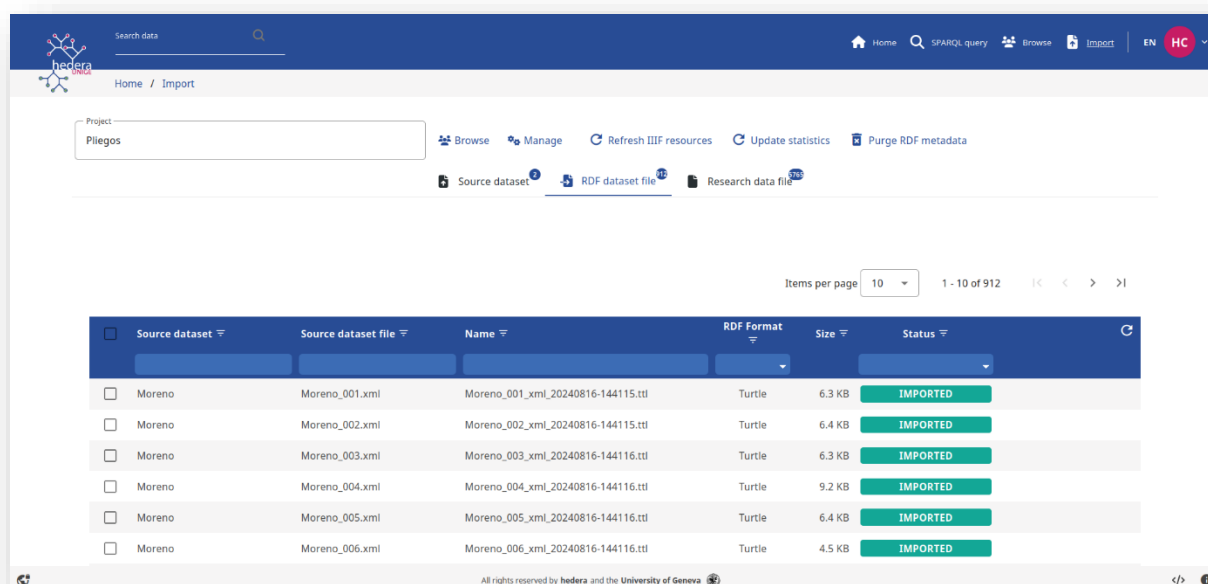 Search data
Home SPARQL query Browse Import EN HC
hedera
UNIGE
Home / Import
Project
Pliegos
Browse Manage Refresh IIIF resources Update statistics Purge RDF metadata
Source dataset 2 RDF dataset file 912 Research data file 5765
Items per page 10 1 - 10 of 912
Source dataset Source dataset file Name RDF Format Size Status
Moreno Moreno_001.xml Moreno_001_xml_20240816-144115.ttl Turtle 6.3 KB IMPORTED
Moreno Moreno_002.xml Moreno_002_xml_20240816-144115.ttl Turtle 6.4 KB IMPORTED
Moreno Moreno_003.xml Moreno_003_xml_20240816-144116.ttl Turtle 6.3 KB IMPORTED
Moreno Moreno_004.xml Moreno_004_xml_20240816-144116.ttl Turtle 9.2 KB IMPORTED
Moreno Moreno_005.xml Moreno_005_xml_20240816-144116.ttl Turtle 6.4 KB IMPORTED
Moreno Moreno_006.xml Moreno_006_xml_20240816-144116.ttl Turtle 4.5 KB IMPORTED
All rights reserved by hedera and the University of Geneva